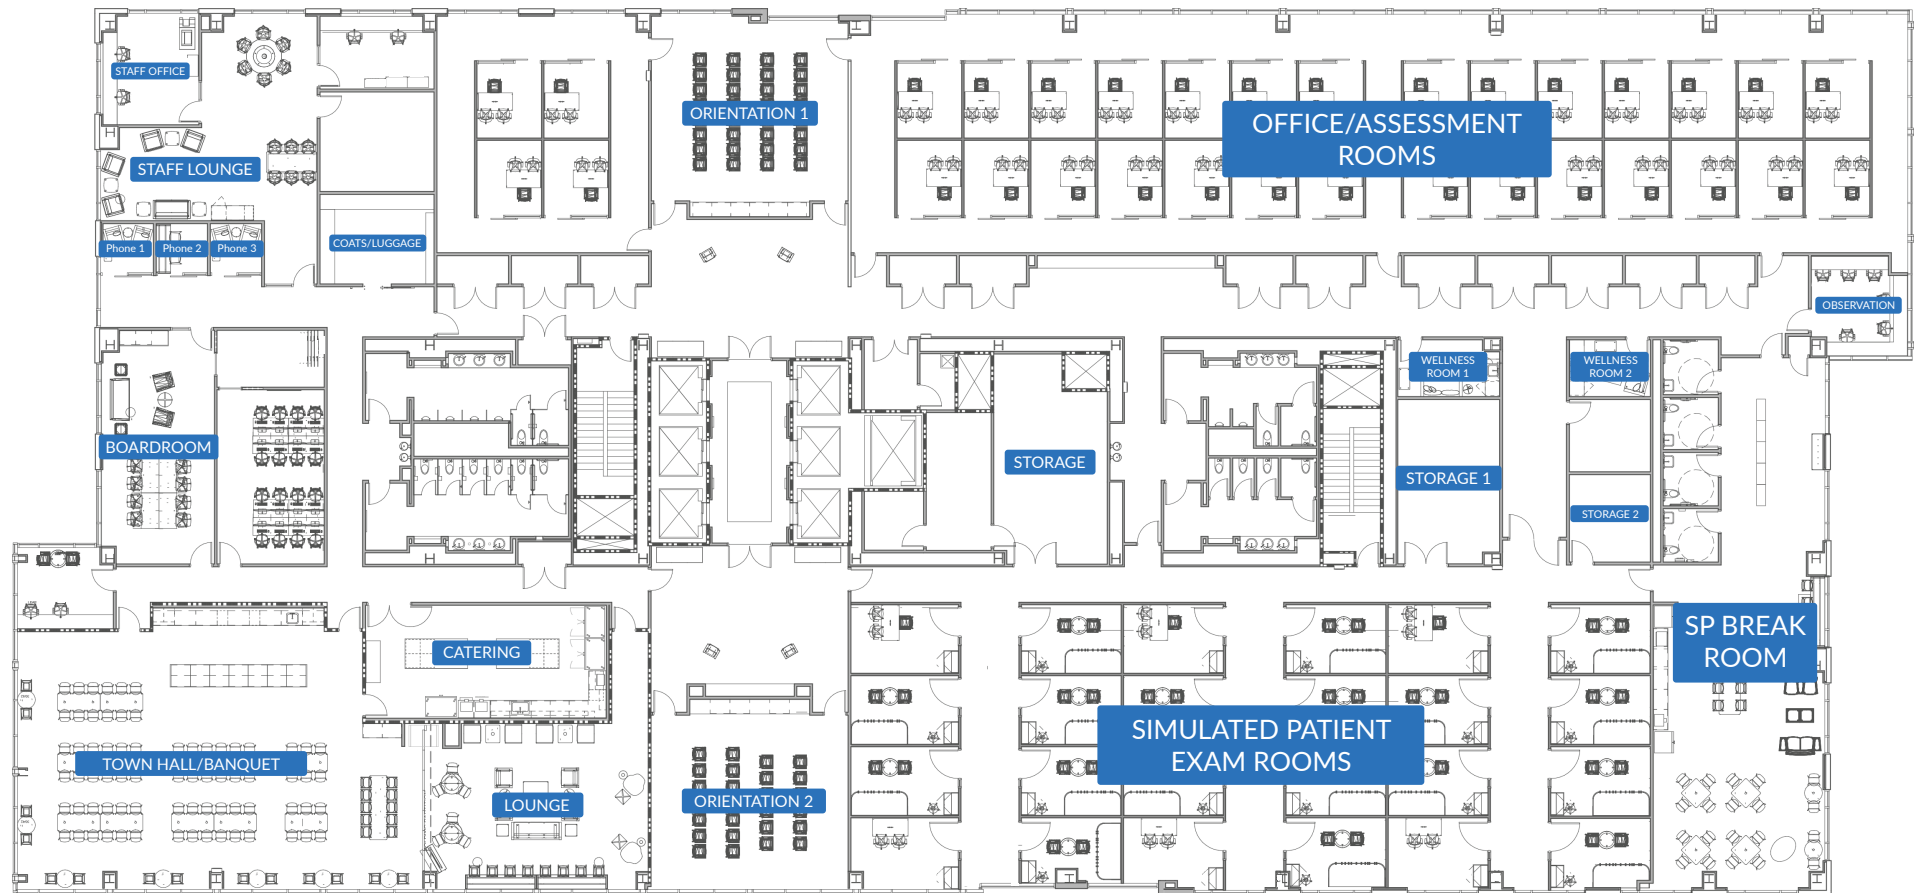 STAFF OFFICE
ORIENTATION 1
OFFICE/ASSESSMENT
ROOMS
STAFF LOUNGE
Phone 1
Phone 2
Phone 3
COATS/LUGGAGE
OBSERVATION
WELLNESS
ROOM 1
WELLNESS
ROOM 2
BOARDROOM
STORAGE
STORAGE 1
STORAGE 2
CATERING
SP BREAK
ROOM
SIMULATED PATIENT
EXAM ROOMS
TOWN HALL/BANQUET
LOUNGE
ORIENTATION 2